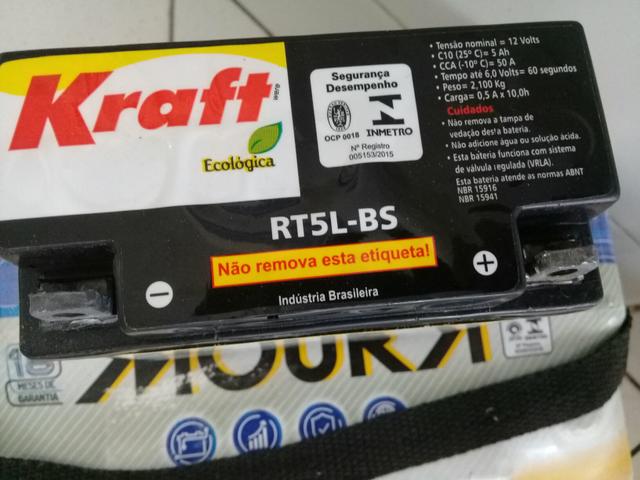 Kraft
Ecológica
Segurança
Desempenho
OCP 0018
INMETRO
Nº Registro
005153/2015
• Tensão nominal = 12 Volts
• C10 (25° C)= 5 Ah
• CCA (-10° C)= 50 A
• Tempo até 6,0 Volts= 60 segundos
• Peso= 2,100 Kg
• Carga= 0,5 A x 10,0h
Cuidados
• Não remova a tampa de
vedação desta bateria.
• Não adicione água ou solução ácida.
• Esta bateria funciona com sistema
de válvula regulada (VRLA).
Esta bateria atende as normas ABNT
NBR 15916
NBR 15941
RT5L-BS
Não remova esta etiqueta!
- +
Indústria Brasileira
MOURA
18
MESES DE
GARANTIA
INMETRO